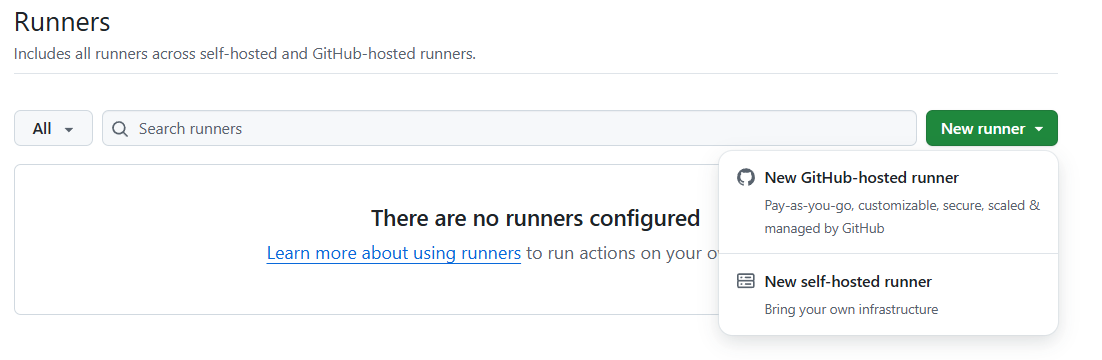 Runners
Includes all runners across self-hosted and GitHub-hosted runners.
All
Search runners
New runner
There are no runners configured
Learn more about using runners to run actions on your
New GitHub-hosted runner
Pay-as-you-go, customizable, secure, scaled &
managed by GitHub
New self-hosted runner
Bring your own infrastructure